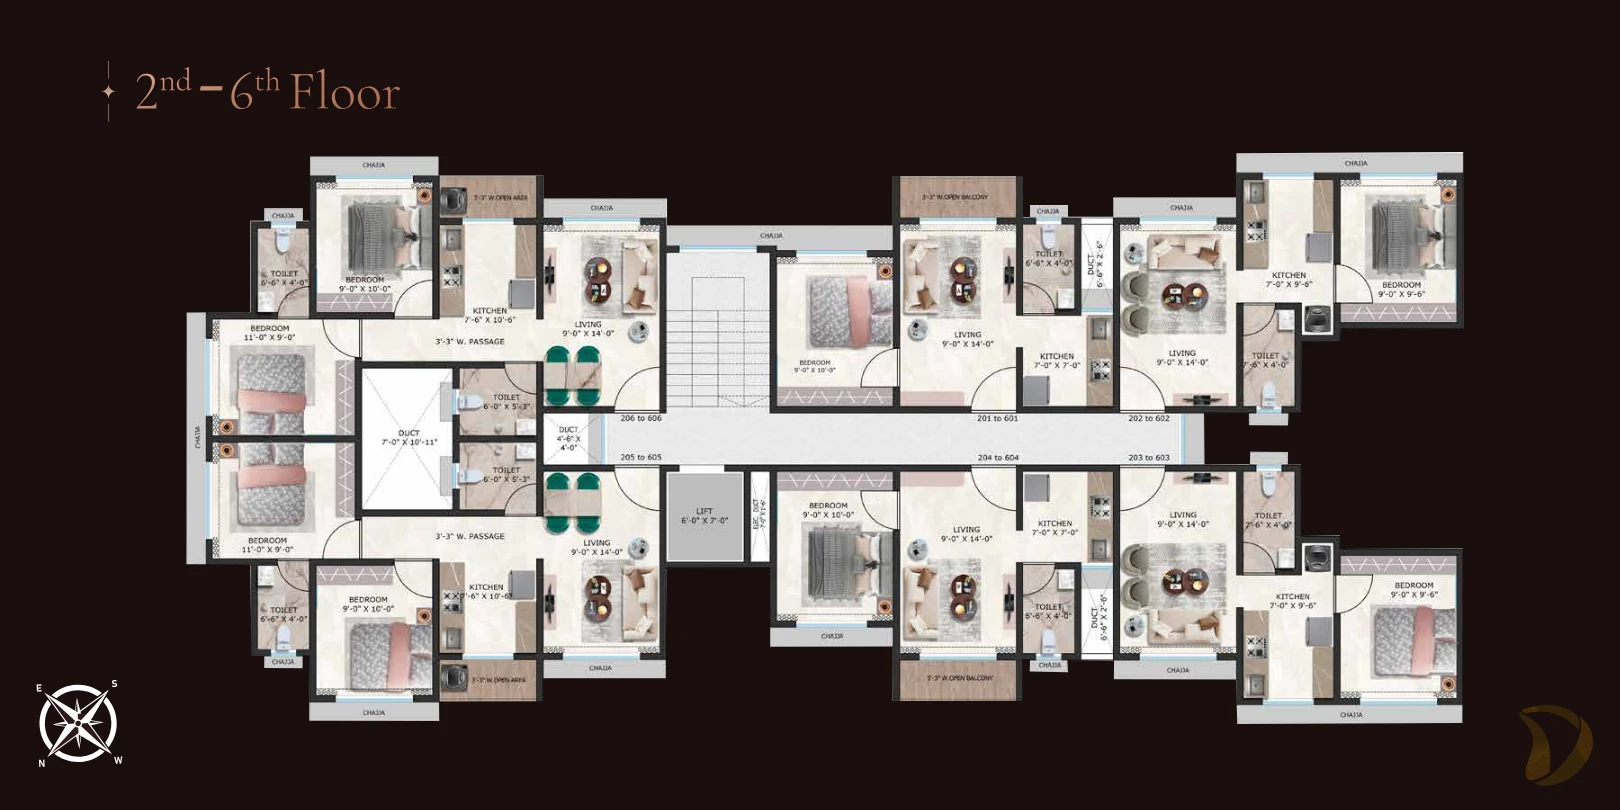 2nd – 6th Floor
CHAJJA
CHAJJA
3'-3" W.OPEN AREA
3'-3" W.OPEN BALCONY
CHAJJA
CHAJJA
CHAJJA
CHAJJA
CHAJJA
TOILET
6'-6" X 4'-0"
BEDROOM
9'-0" X 10'-0"
KITCHEN
7'-6" X 10'-6"
LIVING
9'-0" X 14'-0"
CHAJJA
BEDROOM
9'-0" X 10'-0"
LIVING
9'-0" X 14'-0"
TOILET
6'-6" X 4'-0"
DUCT
6'-6" X 2'-6"
KITCHEN
7'-0" X 7'-0"
LIVING
9'-0" X 14'-0"
KITCHEN
7'-0" X 9'-6"
BEDROOM
9'-0" X 9'-6"
TOILET
7'-6" X 4'-0"
BEDROOM
11'-0" X 9'-0"
3'-3" W. PASSAGE
TOILET
6'-0" X 5'-3"
206 to 606
201 to 601
202 to 602
CHAJJA
DUCT
7'-0" X 10'-11"
DUCT
4'-6" X
4'-0"
205 to 605
204 to 604
203 to 603
TOILET
6'-0" X 5'-3"
LIFT
6'-0" X 7'-0"
ELEC. DUCT
7'-0" X 1'-6"
BEDROOM
9'-0" X 10'-0"
LIVING
9'-0" X 14'-0"
KITCHEN
7'-0" X 7'-0"
LIVING
9'-0" X 14'-0"
TOILET
7'-6" X 4'-0"
BEDROOM
11'-0" X 9'-0"
3'-3" W. PASSAGE
LIVING
9'-0" X 14'-0"
TOILET
6'-6" X 4'-0"
BEDROOM
9'-0" X 10'-0"
KITCHEN
7'-6" X 10'-6"
TOILET
6'-6" X 4'-0"
DUCT
6'-6" X 2'-6"
KITCHEN
7'-0" X 9'-6"
BEDROOM
9'-0" X 9'-6"
CHAJJA
CHAJJA
CHAJJA
CHAJJA
CHAJJA
3'-3" W.OPEN AREA
3'-3" W.OPEN BALCONY
CHAJJA
CHAJJA
E
S
N
W